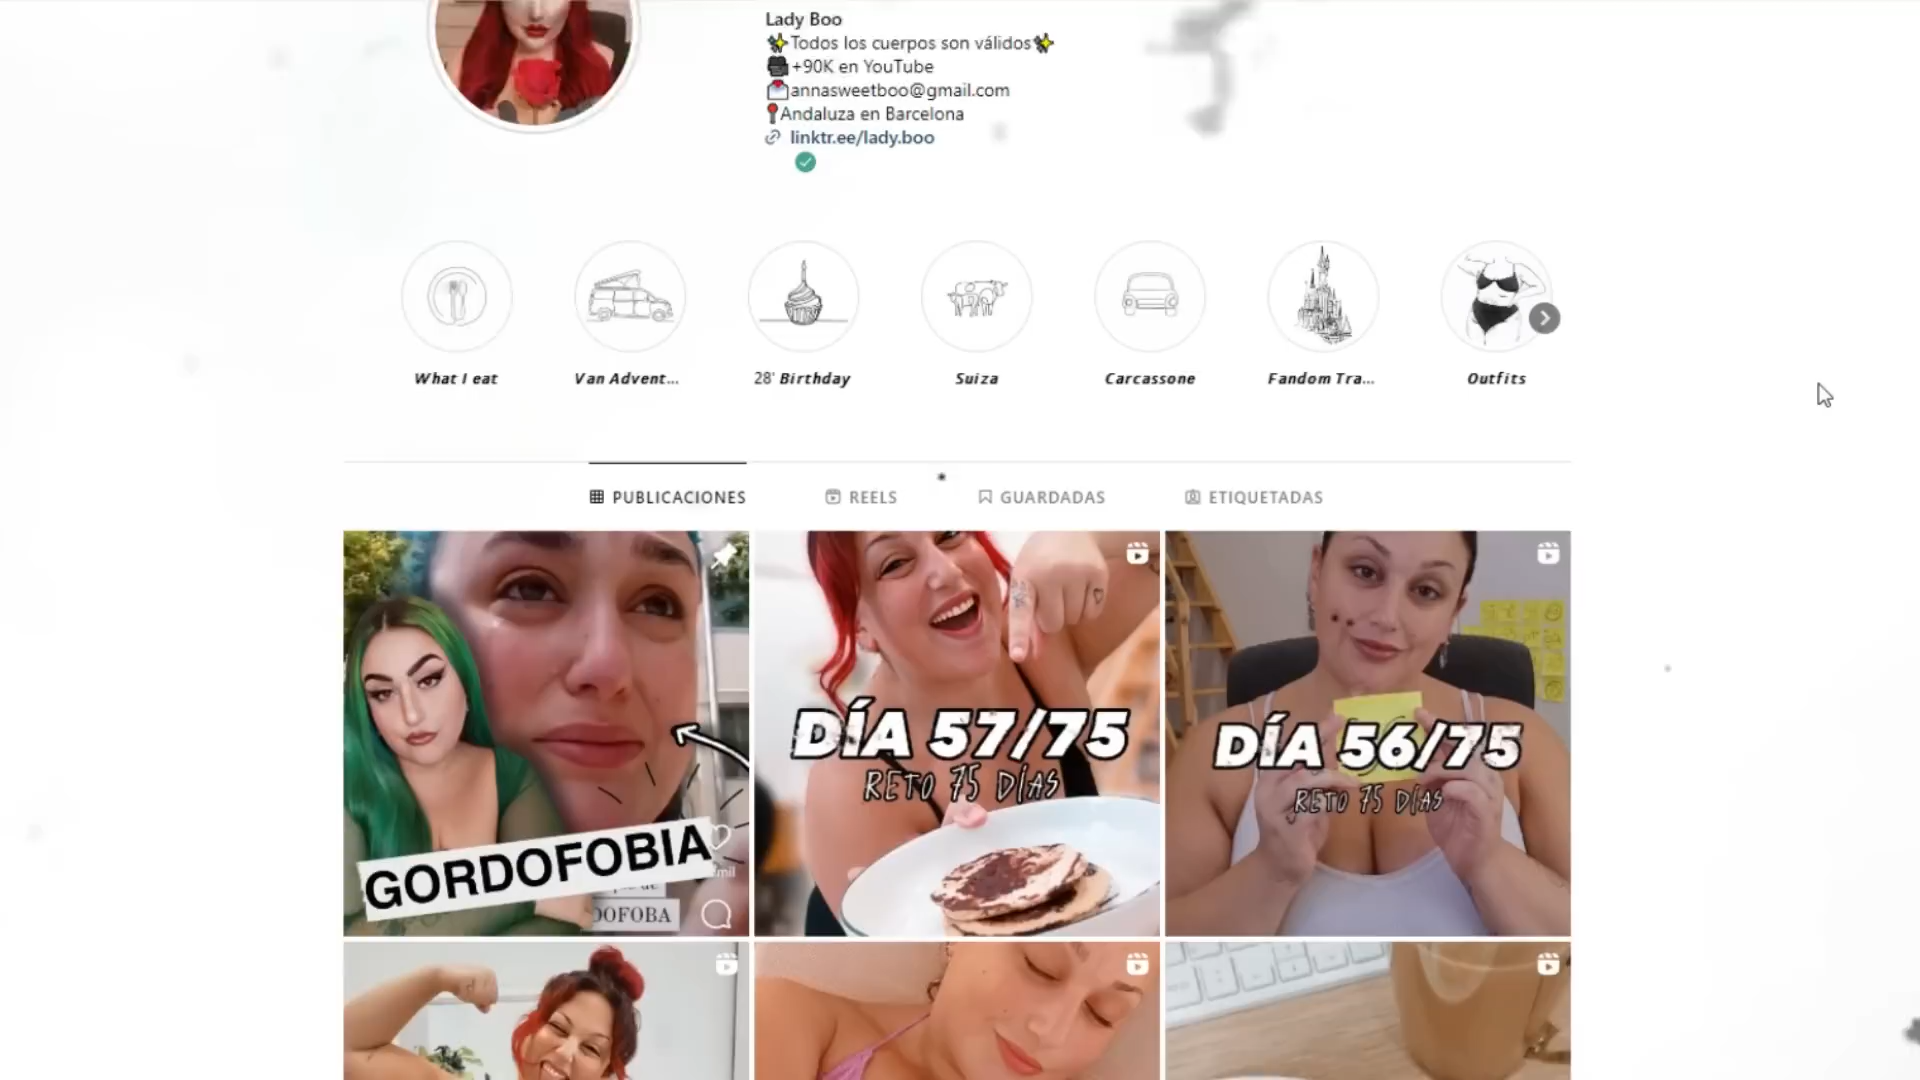 Lady Boo
✨Todos los cuerpos son válidos✨
🎥+90K en YouTube
📩annasweetboo@gmail.com
📍Andaluza en Barcelona
linktr.ee/lady.boo
What I eat
Van Advent...
28' Birthday
Suiza
Carcassone
Fandom Tra...
Outfits
PUBLICACIONES
REELS
GUARDADAS
ETIQUETADAS
GORDOFOBIA
mil
DOFOBA
DÍA 57/75
RETO 75 DÍAS
DÍA 56/75
RETO 75 DÍAS